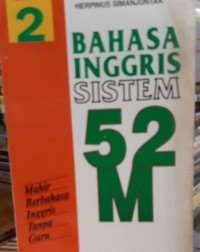 HERPINUS SIMANJUNTAK
2
BAHASA
INGGRIS
SISTEM
52
M
Mahir
Berbahasa
Inggris
Tanpa
Guru